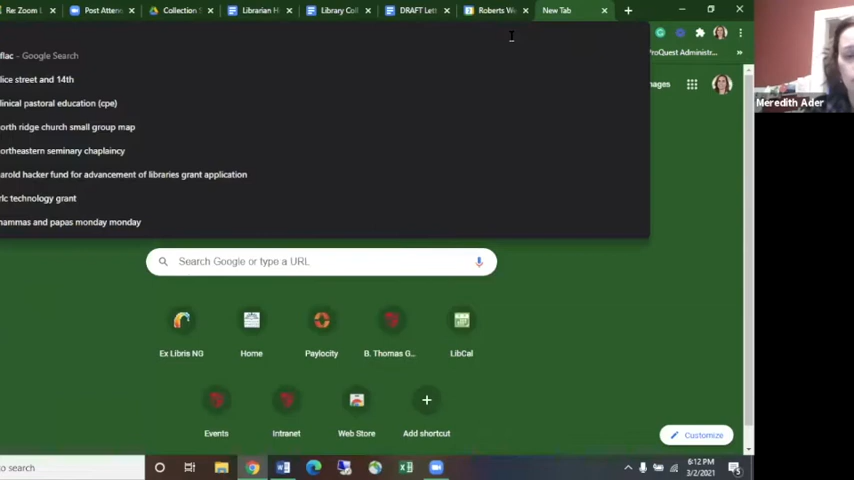 Re: Zoom L
Post Atten
Collection S
Librarian H
Library Coll
DRAFT Lett
Roberts We
New Tab
flac - Google Search
lice street and 14th
ProQuest Administr...
linical pastoral education (cpe)
ages
Meredith Ader
orth ridge church small group map
ortheastern seminary chaplaincy
arold hacker fund for advancement of libraries grant application
rlc technology grant
mammas and papas monday monday
Search Google or type a URL
Ex Libris NG
Home
Paylocity
B. Thomas G...
LibCal
Events
Intranet
Web Store
Add shortcut
Customize
to search
6:12 PM
3/2/2021